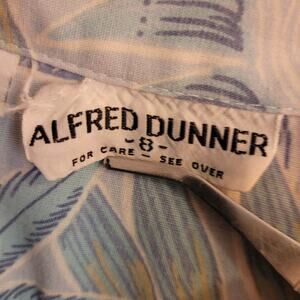 ALFRED DUNNER
-8-
FOR CARE - SEE OVER